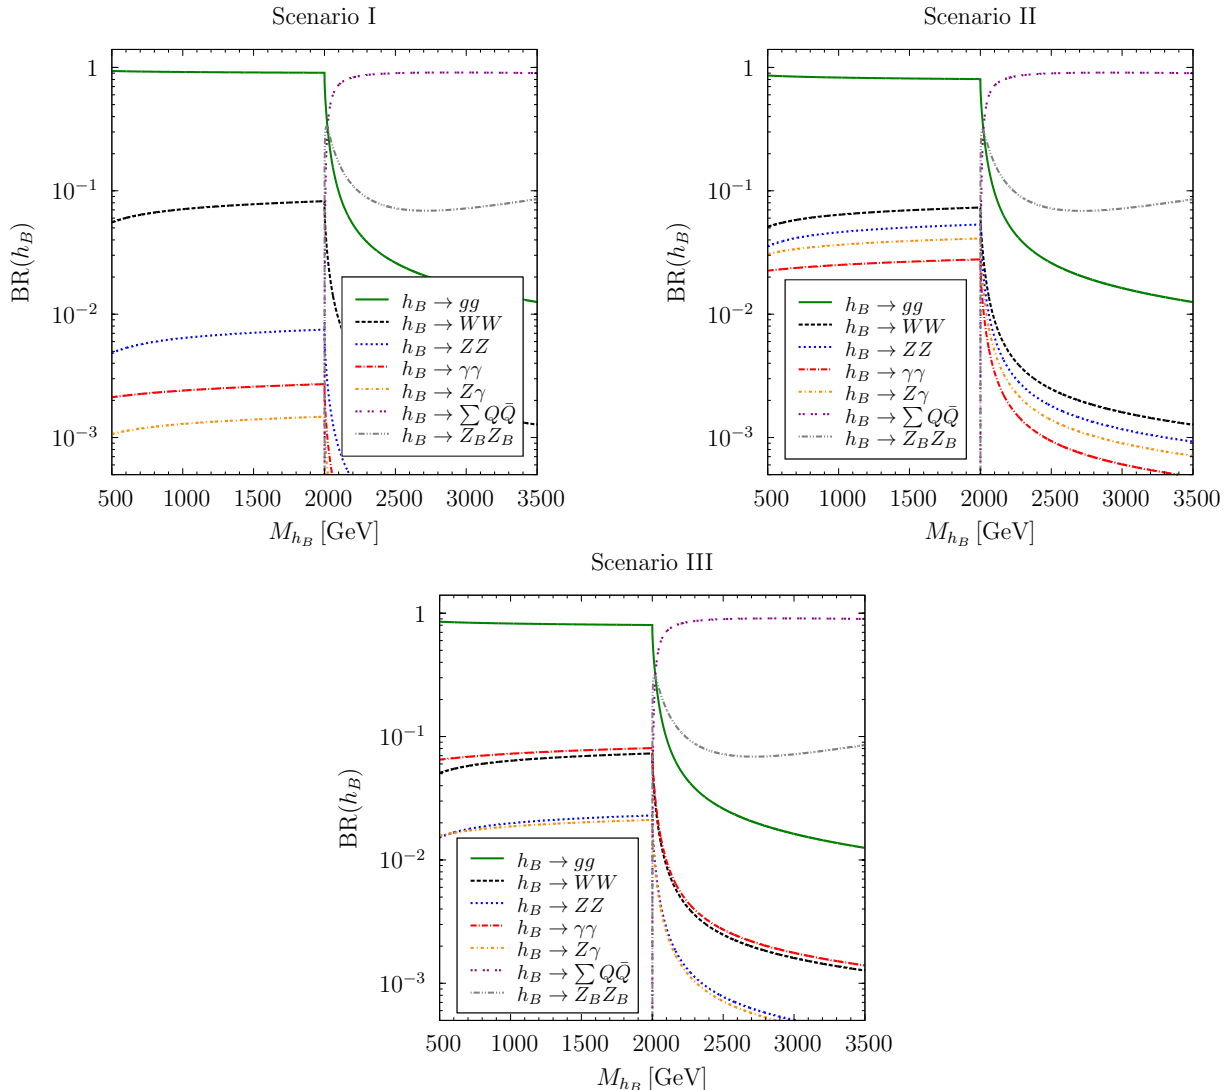 Scenario I
BR(h_B)
1
10⁻¹
10⁻²
10⁻³
h_B → gg
h_B → WW
h_B → ZZ
h_B → γγ
h_B → Zγ
h_B → ∑ QQ̄
h_B → Z_B Z_B
500 1000 1500 2000 2500 3000 3500
M_{h_B} [GeV]
Scenario II
BR(h_B)
1
10⁻¹
10⁻²
10⁻³
h_B → gg
h_B → WW
h_B → ZZ
h_B → γγ
h_B → Zγ
h_B → ∑ QQ̄
h_B → Z_B Z_B
500 1000 1500 2000 2500 3000 3500
M_{h_B} [GeV]
Scenario III
BR(h_B)
1
10⁻¹
10⁻²
10⁻³
h_B → gg
h_B → WW
h_B → ZZ
h_B → γγ
h_B → Zγ
h_B → ∑ QQ̄
h_B → Z_B Z_B
500 1000 1500 2000 2500 3000 3500
M_{h_B} [GeV]